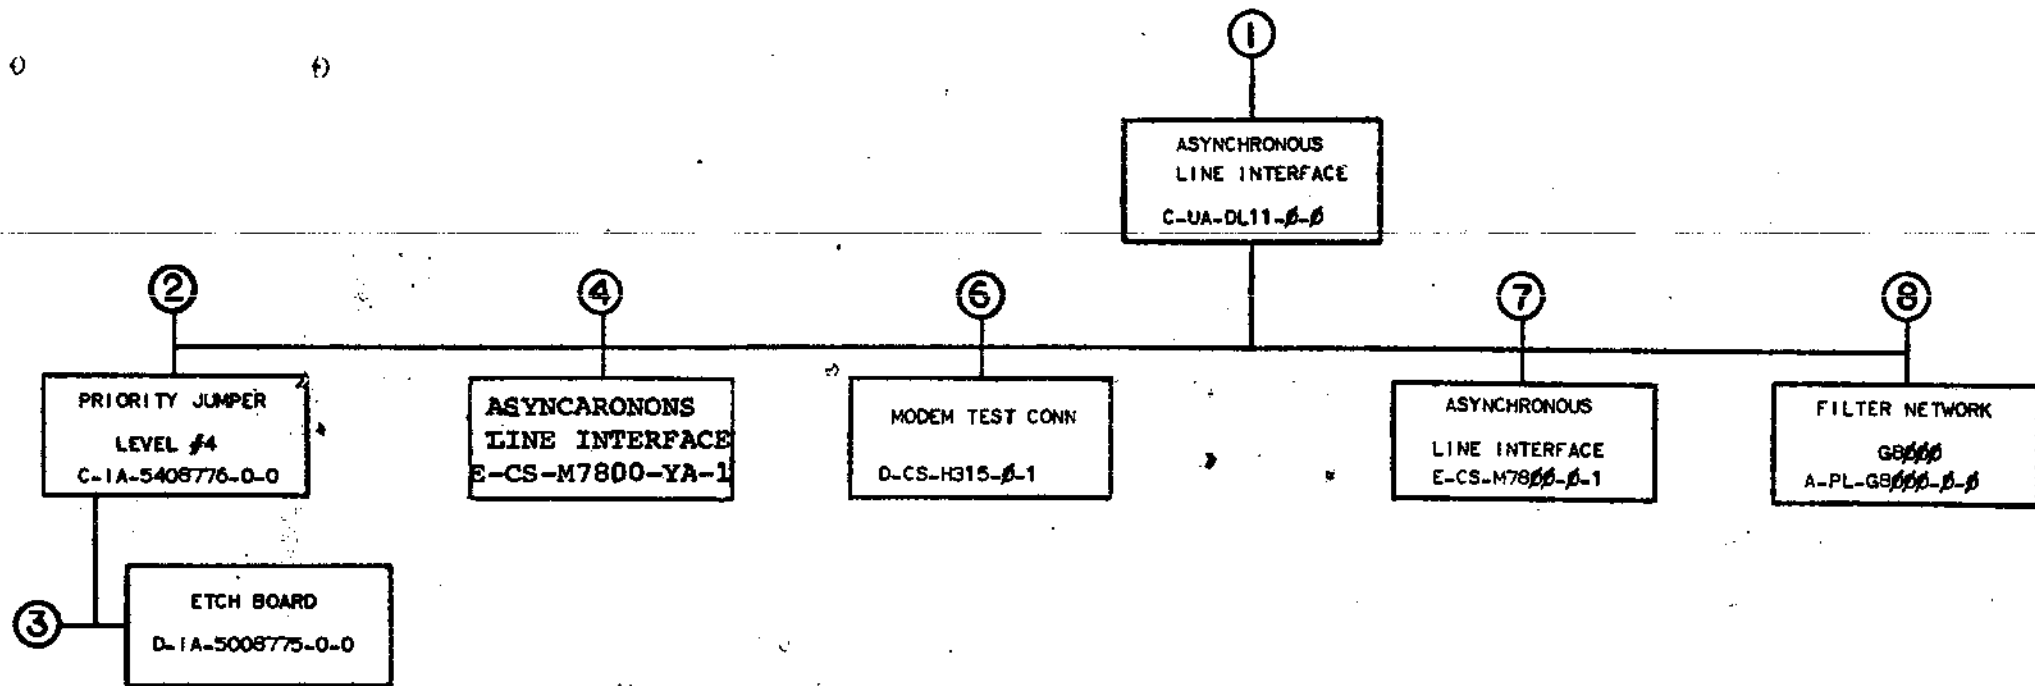 1
ASYNCHRONOUS
LINE INTERFACE
C-UA-DL11-Ø-Ø
2
PRIORITY JUMPER
LEVEL #4
C-IA-5408776-0-0
3
ETCH BOARD
D-IA-5008775-0-0
4
ASYNCARONONS
LINE INTERFACE
E-CS-M7800-YA-1
6
MODEM TEST CONN
D-CS-H315-Ø-1
7
ASYNCHRONOUS
LINE INTERFACE
E-CS-M78ØØ-Ø-1
8
FILTER NETWORK
G8ØØØ
A-PL-G8ØØØ-Ø-Ø